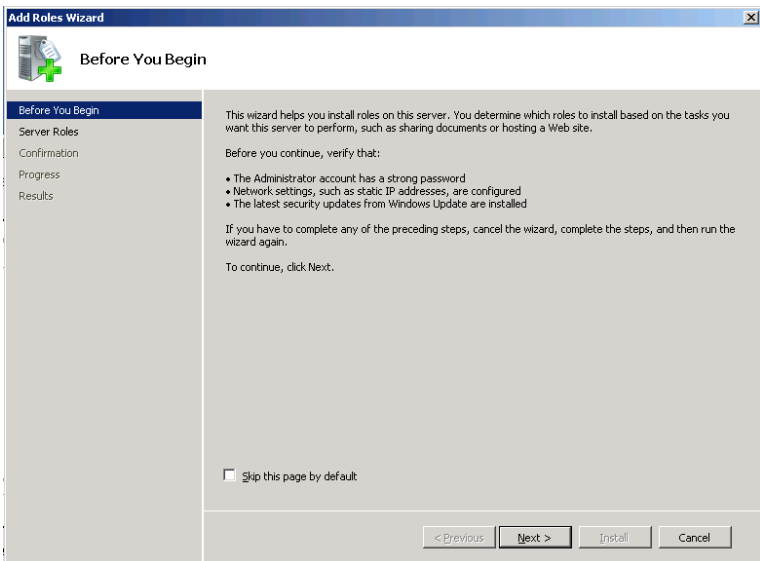 Add Roles Wizard
Before You Begin
Before You Begin
Server Roles
Confirmation
Progress
Results
This wizard helps you install roles on this server. You determine which roles to install based on the tasks you
want this server to perform, such as sharing documents or hosting a Web site.
Before you continue, verify that:
• The Administrator account has a strong password
• Network settings, such as static IP addresses, are configured
• The latest security updates from Windows Update are installed
If you have to complete any of the preceding steps, cancel the wizard, complete the steps, and then run the
wizard again.
To continue, click Next.
Skip this page by default
< Previous Next > Install Cancel